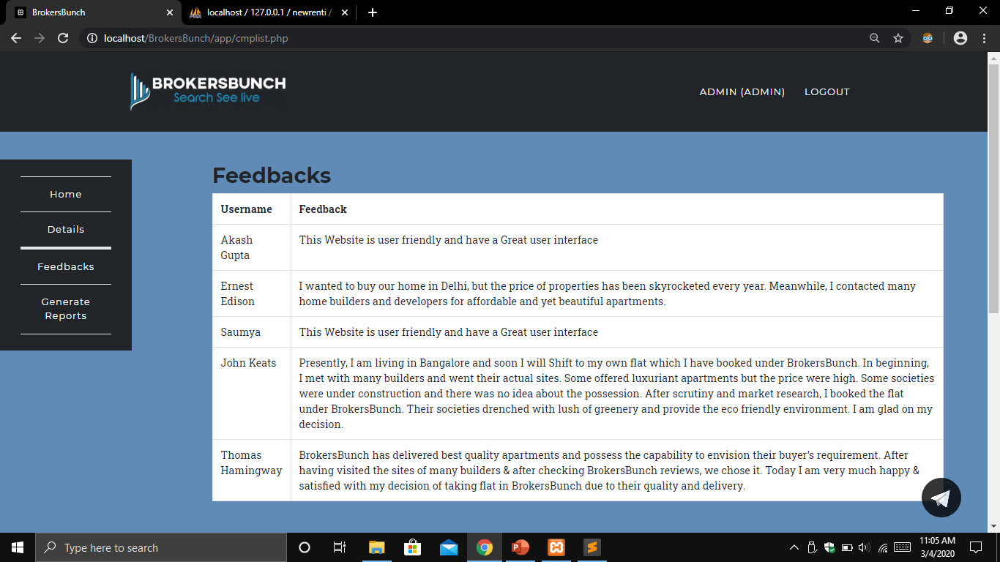 BrokersBunch
localhost / 127.0.0.1 / newrenti /
localhost/BrokersBunch/app/cmplist.php
BROKERSBUNCH
Search See live
ADMIN (ADMIN)
LOGOUT
Home
Details
Feedbacks
Generate
Reports
Feedbacks
Username
Feedback
Akash
Gupta
This Website is user friendly and have a Great user interface
Ernest
Edison
I wanted to buy our home in Delhi, but the price of properties has been skyrocketed every year. Meanwhile, I contacted many
home builders and developers for affordable and yet beautiful apartments.
Saumya
This Website is user friendly and have a Great user interface
John Keats
Presently, I am living in Bangalore and soon I will Shift to my own flat which I have booked under BrokersBunch. In beginning,
I met with many builders and went their actual sites. Some offered luxuriant apartments but the price were high. Some societies
were under construction and there was no idea about the possession. After scrutiny and market research, I booked the flat
under BrokersBunch. Their societies drenched with lush of greenery and provide the eco friendly environment. I am glad on my
decision.
Thomas
Hamingway
BrokersBunch has delivered best quality apartments and possess the capability to envision their buyer’s requirement. After
having visited the sites of many builders & after checking BrokersBunch reviews, we chose it. Today I am very much happy &
satisfied with my decision of taking flat in BrokersBunch due to their quality and delivery.
Type here to search
11:05 AM
3/4/2020